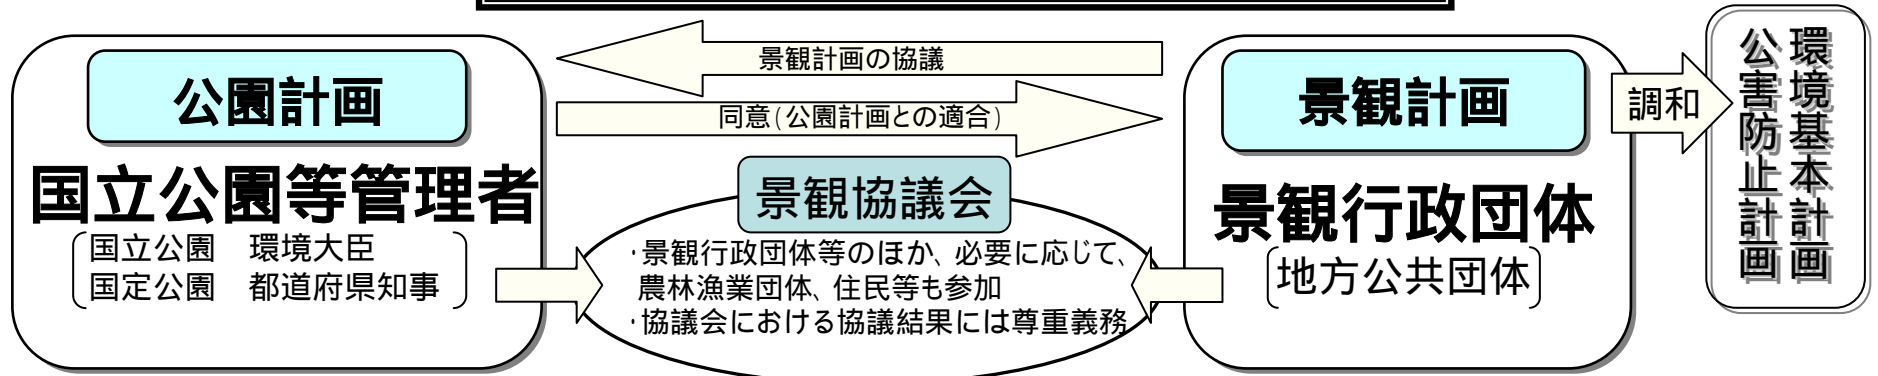 公園計画
国立公園等管理者
国立公園　環境大臣
国定公園　都道府県知事
景観計画の協議
同意(公園計画との適合)
景観協議会
・景観行政団体等のほか、必要に応じて、
農林漁業団体、住民等も参加
・協議会における協議結果には尊重義務
景観計画
景観行政団体
地方公共団体
調和
環境基本計画
公害防止計画